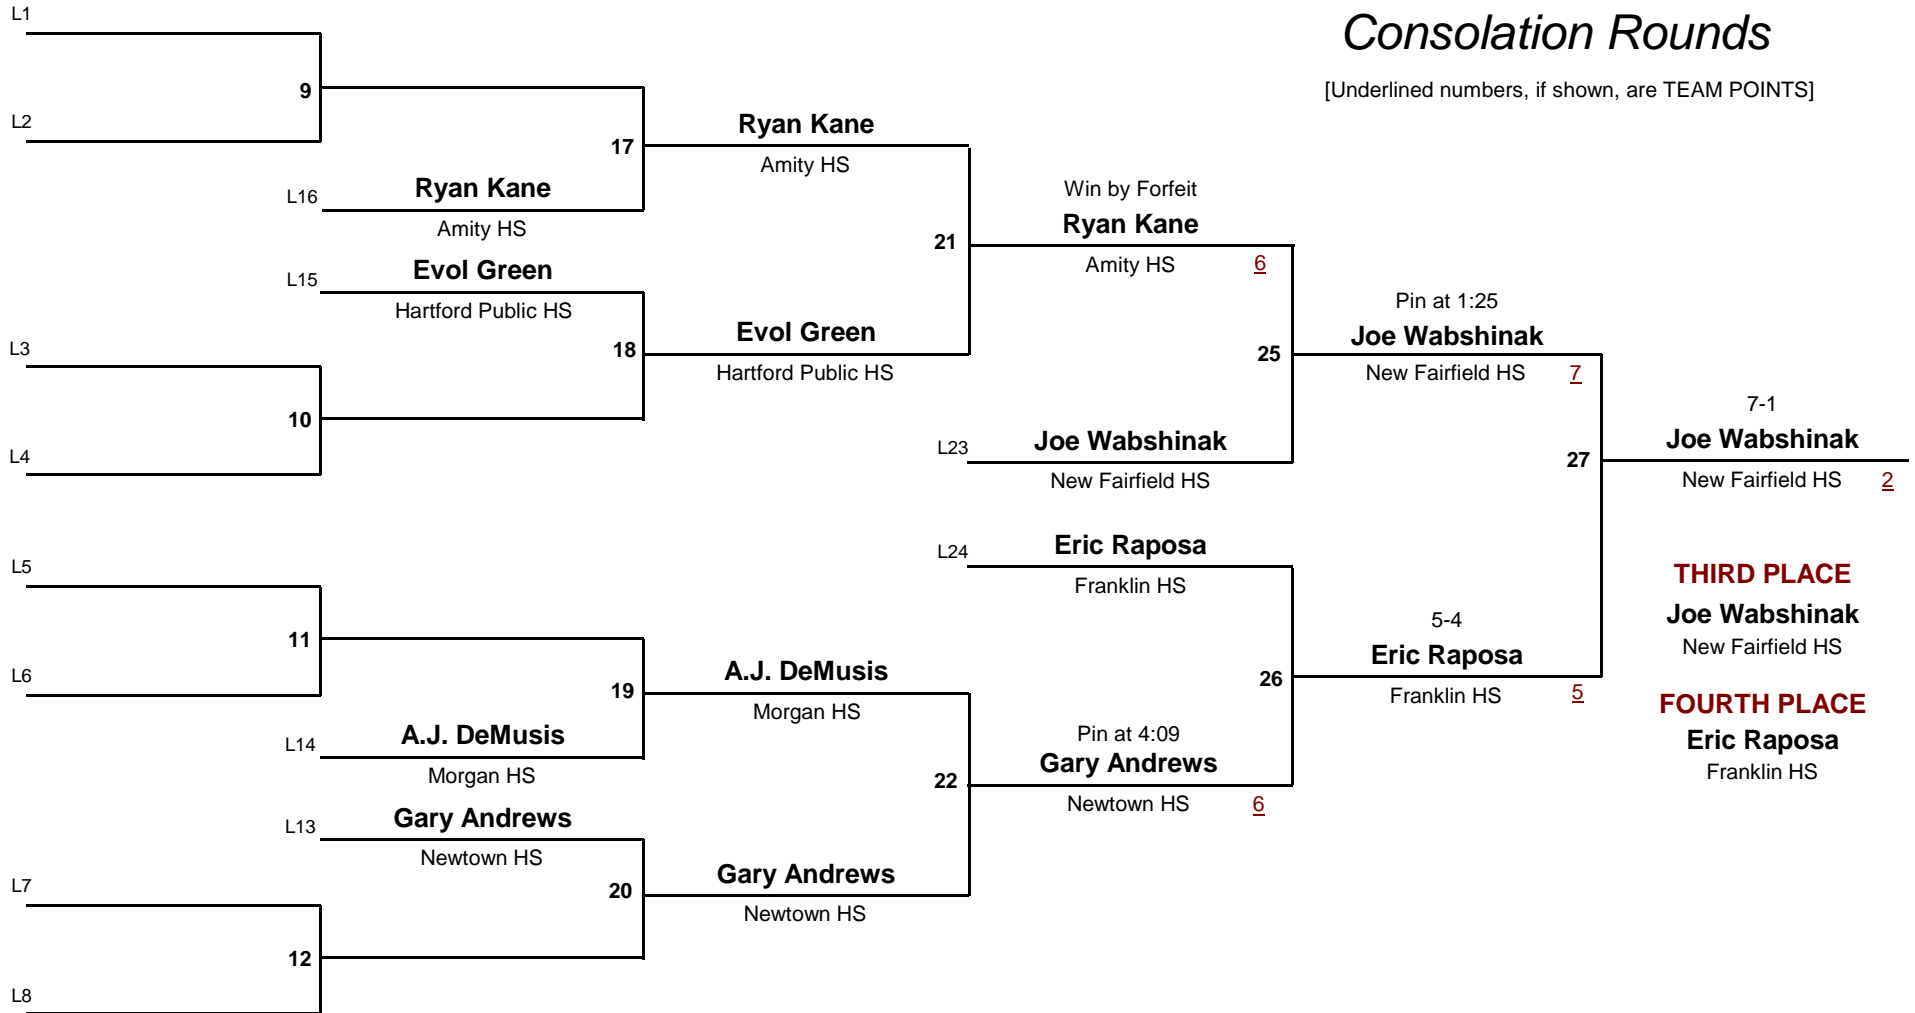 L1
Consolation Rounds
[Underlined numbers, if shown, are TEAM POINTS]
9
L2
17
Ryan Kane
Amity HS
L16
Ryan Kane
Amity HS
L15
Evol Green
Hartford Public HS
21
Win by Forfeit
Ryan Kane
Amity HS 6
L3
18
Evol Green
Hartford Public HS
10
L4
25
Pin at 1:25
Joe Wabshinak
New Fairfield HS 7
L23
Joe Wabshinak
New Fairfield HS
27
7-1
Joe Wabshinak
New Fairfield HS 2
L5
L24
Eric Raposa
Franklin HS
11
L6
19
A.J. DeMusis
Morgan HS
L14
A.J. DeMusis
Morgan HS
26
5-4
Eric Raposa
Franklin HS 5
THIRD PLACE
Joe Wabshinak
New Fairfield HS
FOURTH PLACE
Eric Raposa
Franklin HS
22
Pin at 4:09
Gary Andrews
Newtown HS 6
L13
Gary Andrews
Newtown HS
L7
20
Gary Andrews
Newtown HS
12
L8